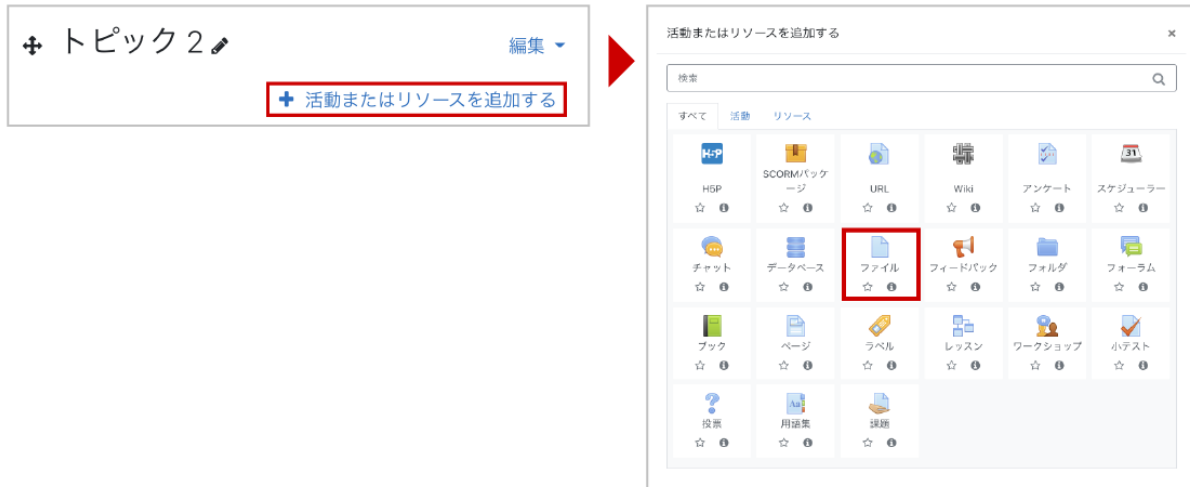 トピック 2
編集
活動またはリソースを追加する
活動またはリソースを追加する
×
検索
すべて 活動 リソース
H5P SCORMパッケージ URL Wiki アンケート スケジューラー
チャット データベース ファイル フィードバック フォルダ フォーラム
ブック ページ ラベル レッスン ワークショップ 小テスト
投票 用語集 課題